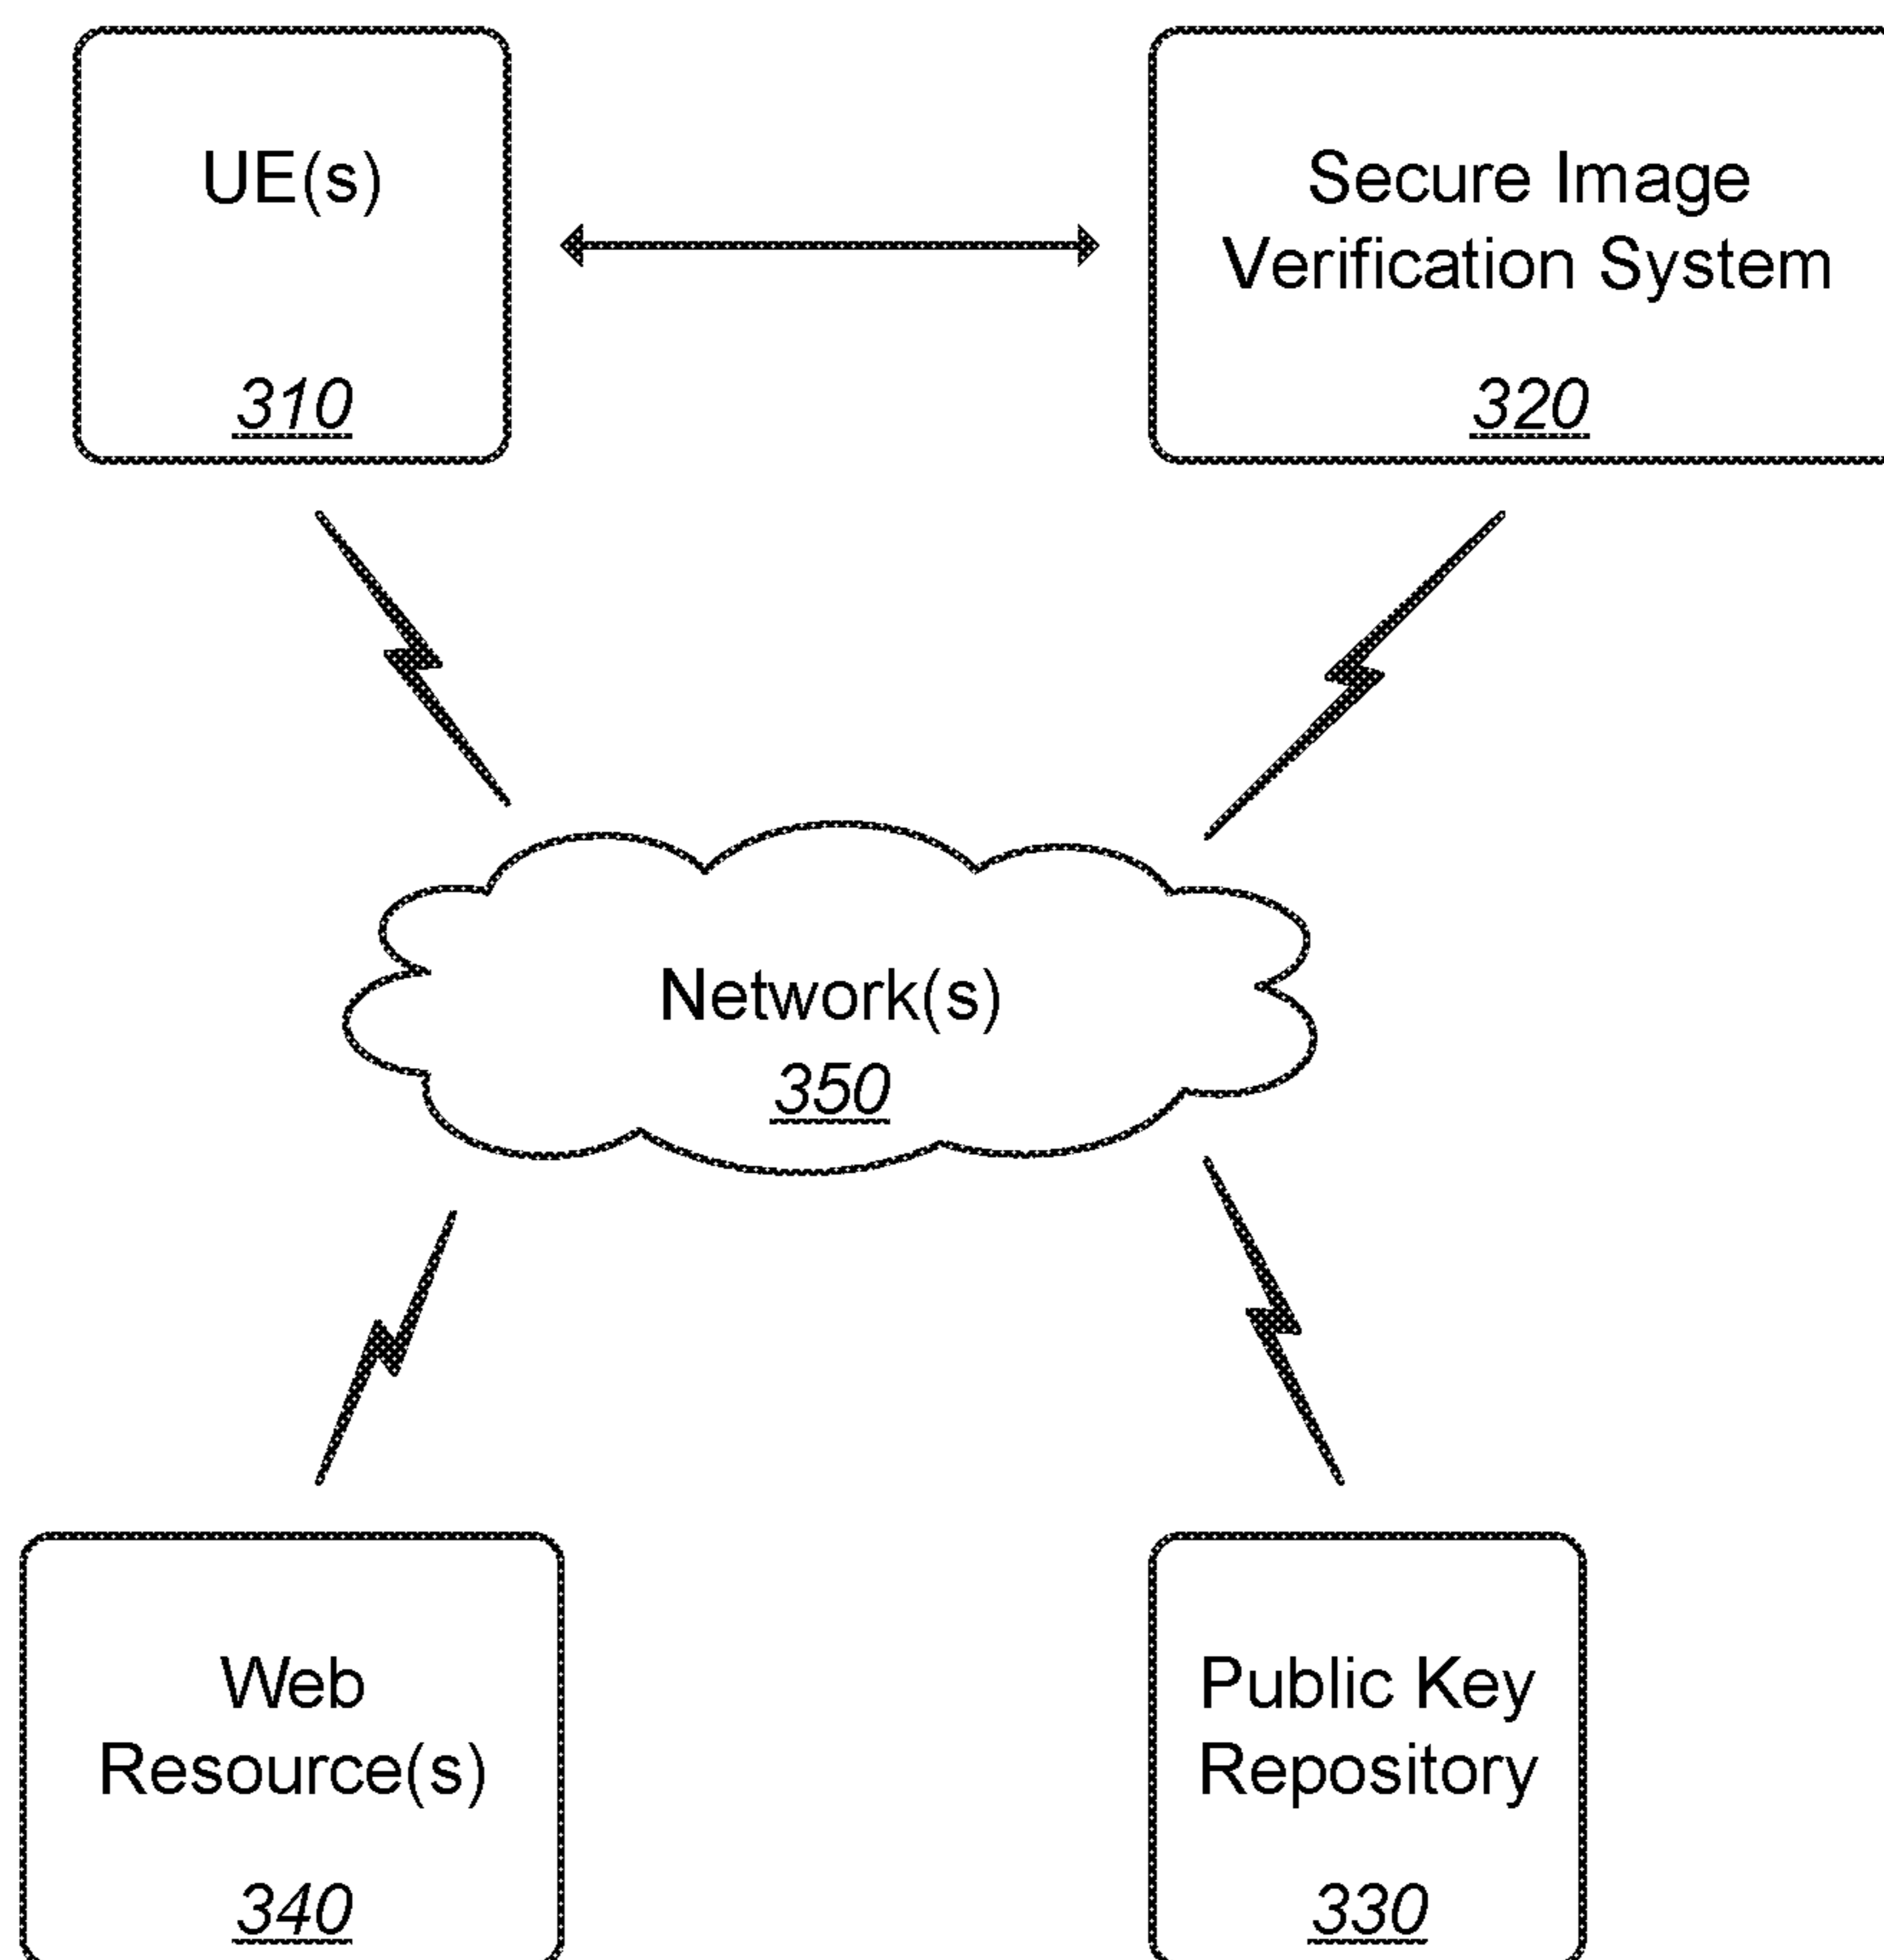 UE(s)
310
Secure Image
Verification System
320
Network(s)
350
Web
Resource(s)
340
Public Key
Repository
330